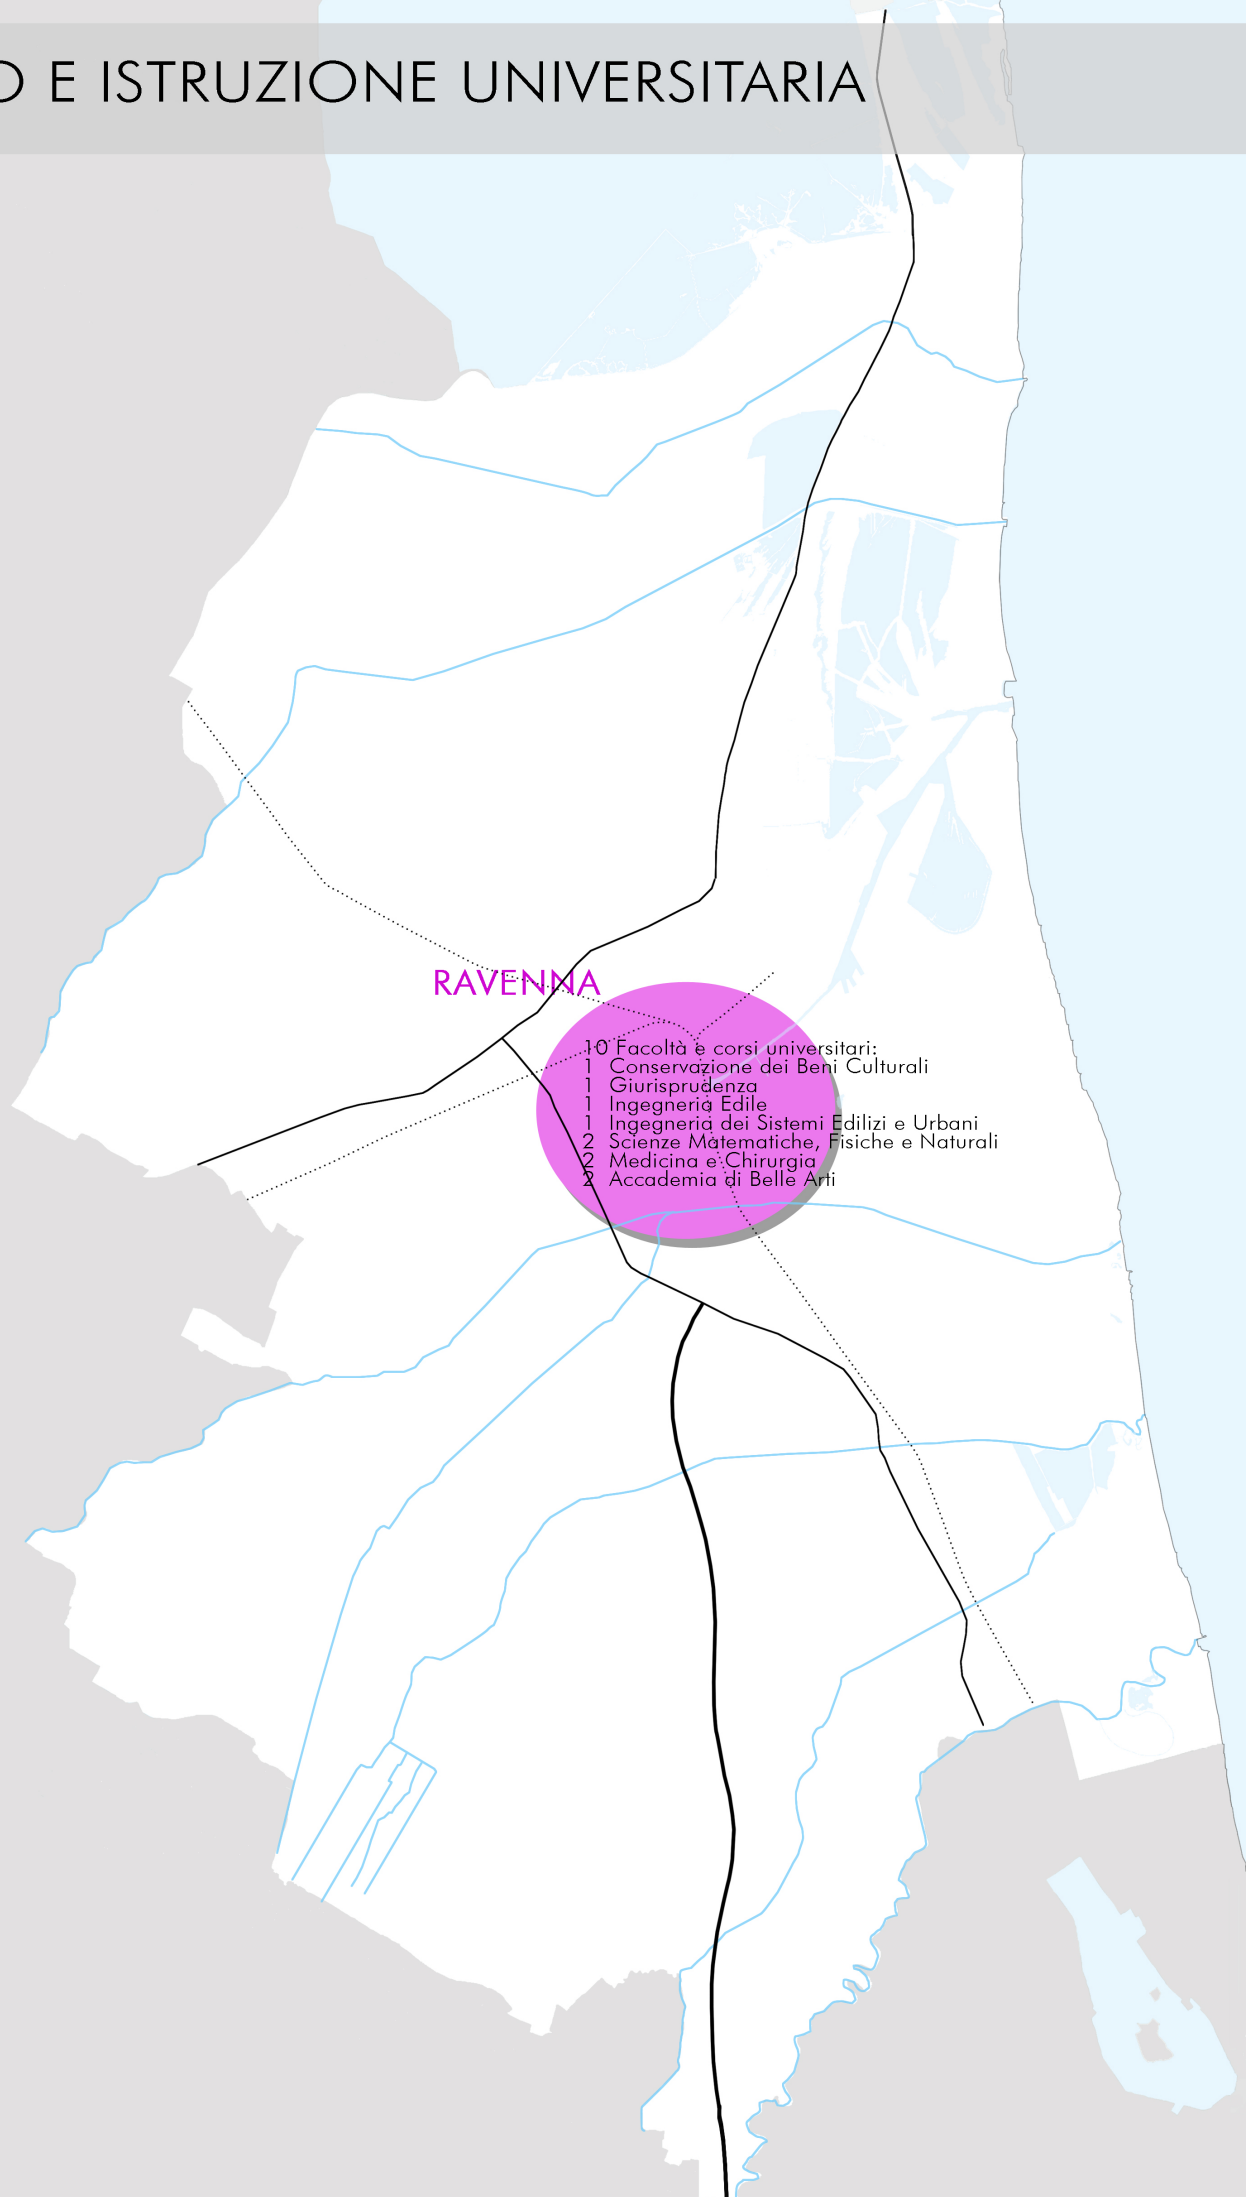 O E ISTRUZIONE UNIVERSITARIA
RAVENNA
10 Facoltà e corsi universitari:
1 Conservazione dei Beni Culturali
1 Giurisprudenza
1 Ingegneria Edile
1 Ingegneria dei Sistemi Edilizi e Urbani
2 Scienze Matematiche, Fisiche e Naturali
2 Medicina e Chirurgia
2 Accademia di Belle Arti